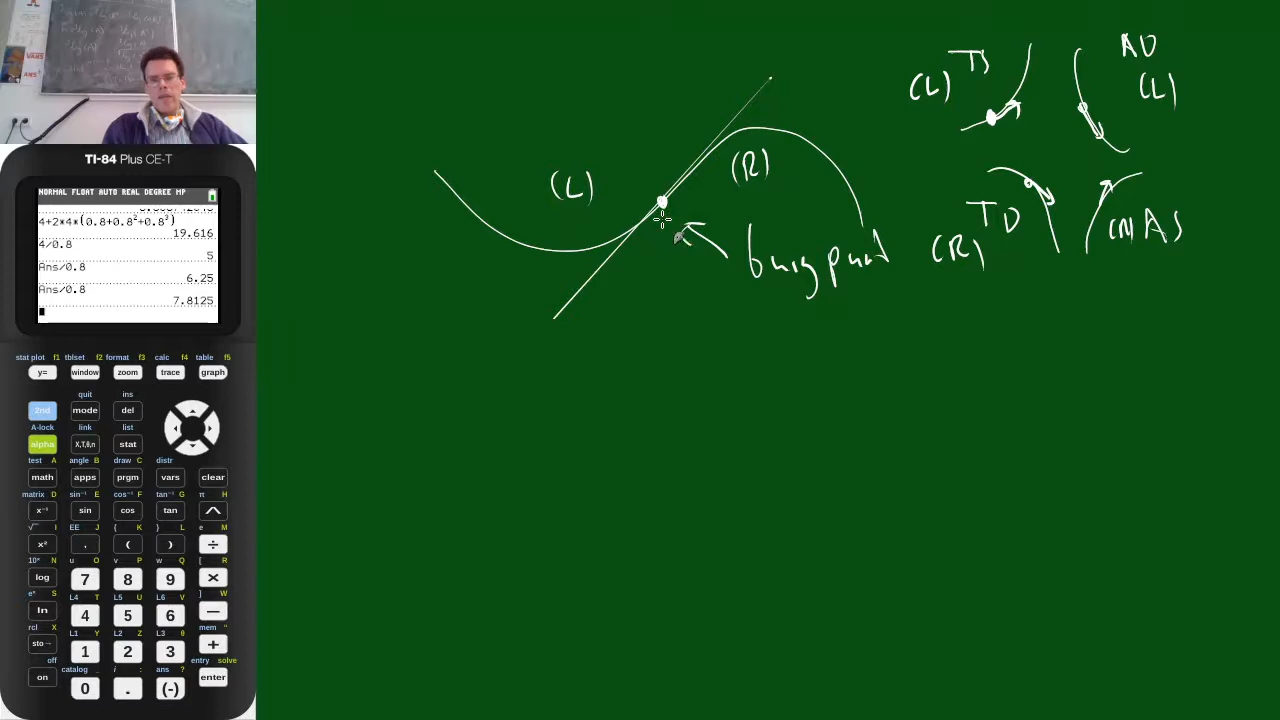 TI-84 Plus CE-T
NORMAL FLOAT AUTO REAL DEGREE MP
4+2*4*(0.8+0.8²+0.8³)
19.616
4/0.8
5
Ans/0.8
6.25
Ans/0.8
7.8125
stat plot f1 tblset f2 format f3 calc f4 table f5
y= window zoom trace graph
quit ins
2nd mode del
A-lock link list
alpha X,T,θ,n stat
test A angle B draw C distr
math apps prgm vars clear
matrix D sin⁻¹ E cos⁻¹ F tan⁻¹ G π H
x⁻¹ sin cos tan ^
√ I EE J { K } L e M
x² , ( ) ÷
10ˣ N u O v P w Q [ R
log 7 8 9 ×
eˣ S L4 T L5 U L6 V ] W
ln 4 5 6 −
rcl X L1 Y L2 Z L3 θ mem "
sto→ 1 2 3 +
off catalog i : ans ? entry solve
on 0 . (-) enter
VANS
ANS
(L)
(R)
buigpunt
(L) TS
AD
(L)
TD
(R)
(R) AS